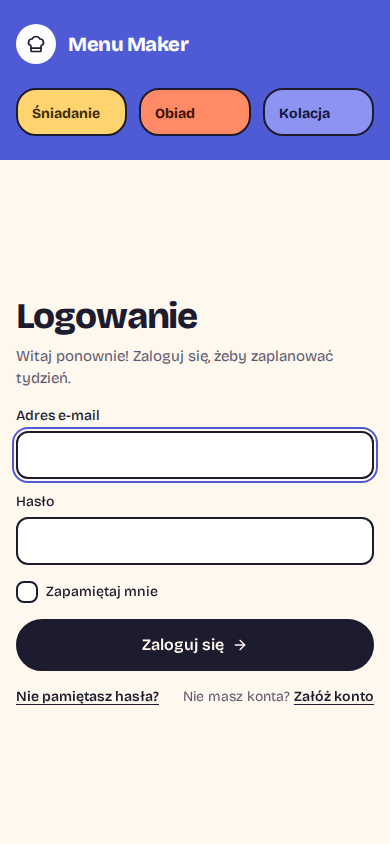 Menu Maker
Śniadanie
Obiad
Kolacja
Logowanie
Witaj ponownie! Zaloguj się, żeby zaplanować
tydzień.
Adres e-mail
Hasło
Zapamiętaj mnie
Zaloguj się →
Nie pamiętasz hasła? Nie masz konta? Załóż konto